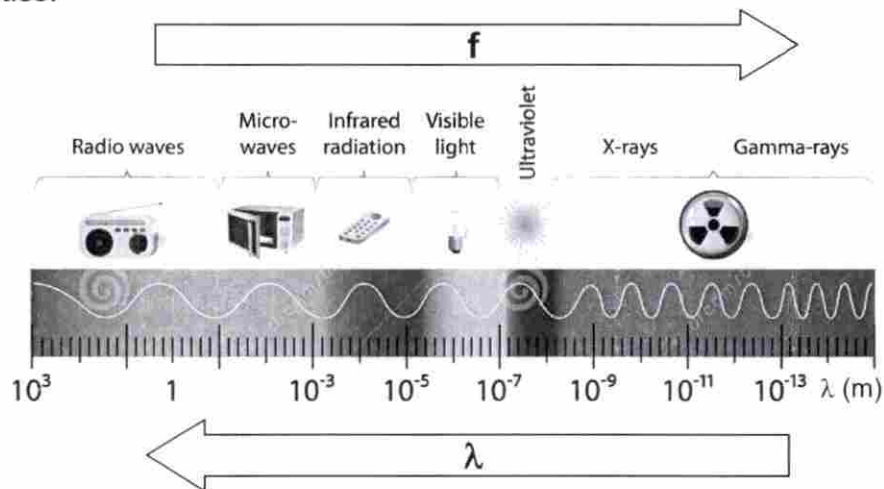 f
Micro-
waves
Infrared
radiation
Visible
light
Ultraviolet
Radio waves
X-rays
Gamma-rays
10³ 1 10⁻³ 10⁻⁵ 10⁻⁷ 10⁻⁹ 10⁻¹¹ 10⁻¹³ λ (m)
λ